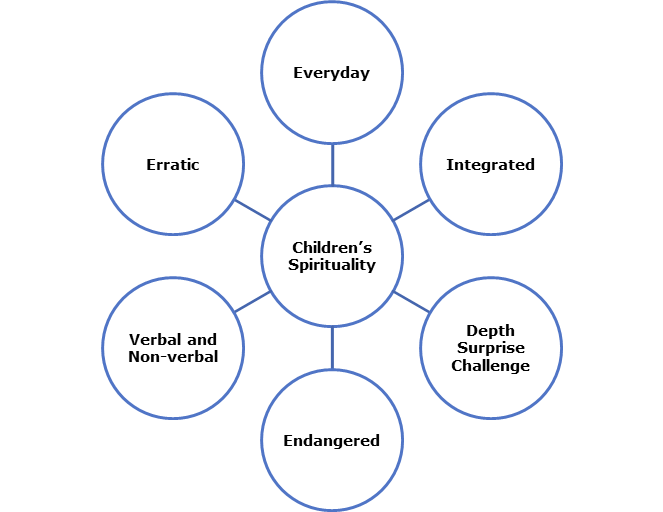 Everyday
Erratic
Integrated
Children’s
Spirituality
Verbal and
Non-verbal
Depth
Surprise
Challenge
Endangered